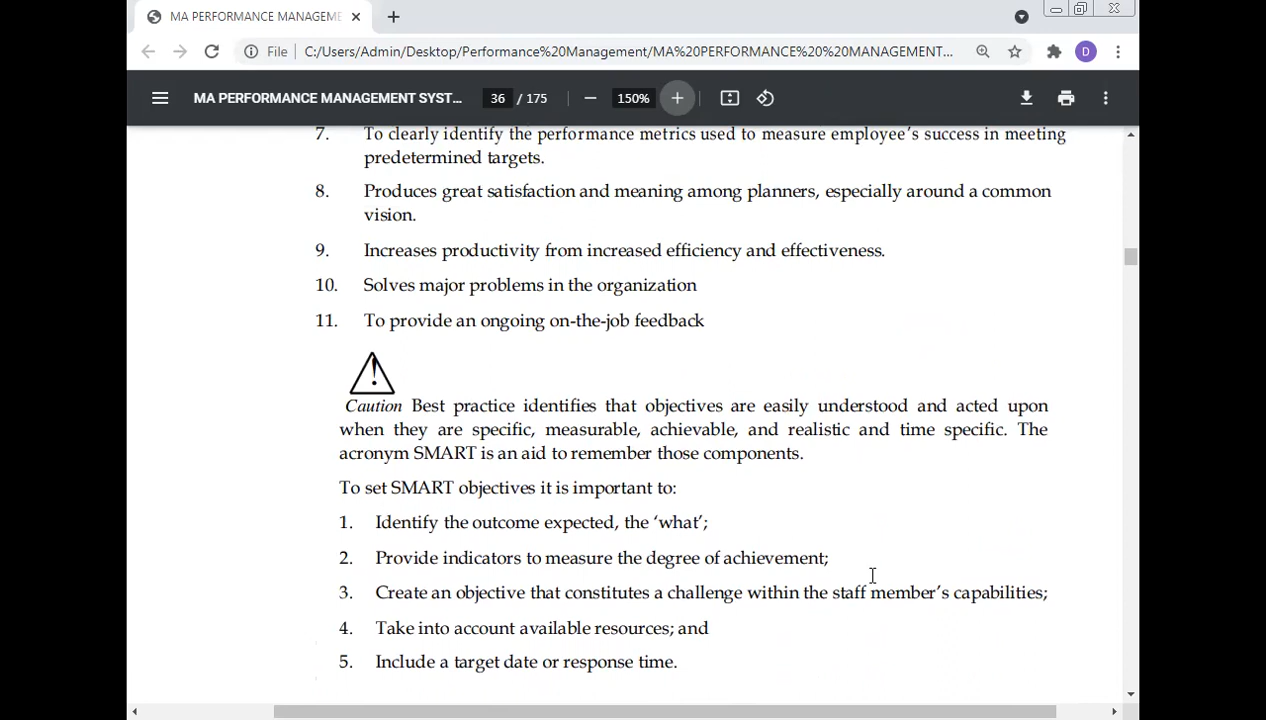 MA PERFORMANCE MANAGEME
File C:/Users/Admin/Desktop/Performance%20Management/MA%20PERFORMANCE%20%20MANAGEMENT... D
MA PERFORMANCE MANAGEMENT SYST... 36 / 175 150%
7. To clearly identify the performance metrics used to measure employee's success in meeting
predetermined targets.
8. Produces great satisfaction and meaning among planners, especially around a common
vision.
9. Increases productivity from increased efficiency and effectiveness.
10. Solves major problems in the organization
11. To provide an ongoing on-the-job feedback
Caution Best practice identifies that objectives are easily understood and acted upon
when they are specific, measurable, achievable, and realistic and time specific. The
acronym SMART is an aid to remember those components.
To set SMART objectives it is important to:
1. Identify the outcome expected, the ‘what’;
2. Provide indicators to measure the degree of achievement;
3. Create an objective that constitutes a challenge within the staff member’s capabilities;
4. Take into account available resources; and
5. Include a target date or response time.